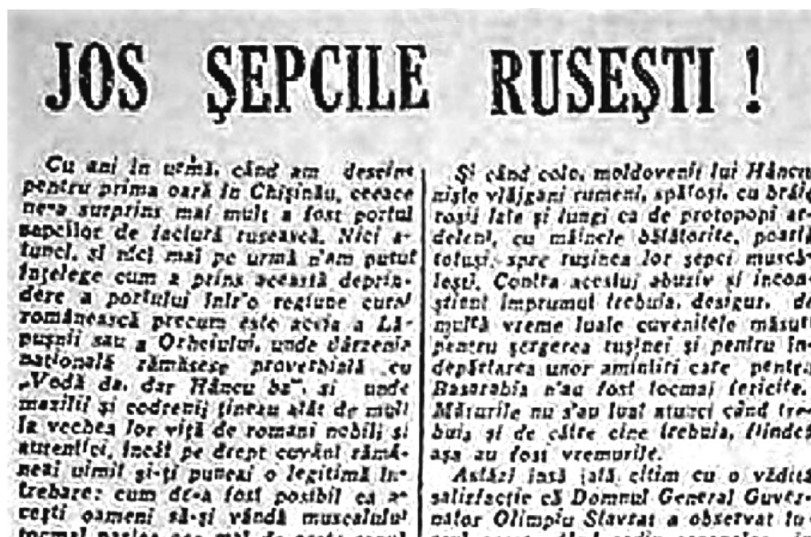 JOS ŞEPCILE RUSEŞTI !
Cu ani în urmă, când am descins
pentru prima oară în Chişinău, ceeace
ne-a surprins mai mult a fost portul
şepcilor de factură rusească. Nici a-
tunci, şi nici mai pe urmă n'am putut
înţelege cum a prins această deprin-
dere a portului într'o regiune curat
românească precum este aceia a Lă-
puşnii sau a Orheiului, unde dârzenia
naţională rămăsese proverbială cu
„Vodă da, dar Hâncu ba", şi unde
mazilii şi codrenii ţineau atât de mult
la vechea lor viţă de români nobili şi
autentici, încât pe drept cuvânt rămâ-
neai uimit şi-ţi puneai o legitimă în-
trebare: cum de-a fost posibil ca a-
ceşti oameni să-şi vândă muscalului
Şi când colo, moldovenii lui Hâncu
nişte vlăjgani rumeni, spătoşi, cu brâie
roşii late şi lungi ca de protopopi ar-
deleni, cu mâinele bătătorite, poartă
totuşi, spre ruşinea lor şepci muscă-
leşti. Contra acestui abusiv şi incon-
ştient împrumut trebuia, desigur, de
multă vreme luate cuvenitele măsuri
pentru ştergerea ruşinei şi pentru în-
depărtarea unor amintiri care pentru
Basarabia n'au fost tocmai fericite.
Măsurile nu s'au luat atunci când tre-
buia şi de către cine trebuia, fiindcă
aşa au fost vremurile.
Astăzi însă iată, citim cu o vădită
satisfacţie că Domnul General Guver-
nator Olimpiu Stavrat a observat